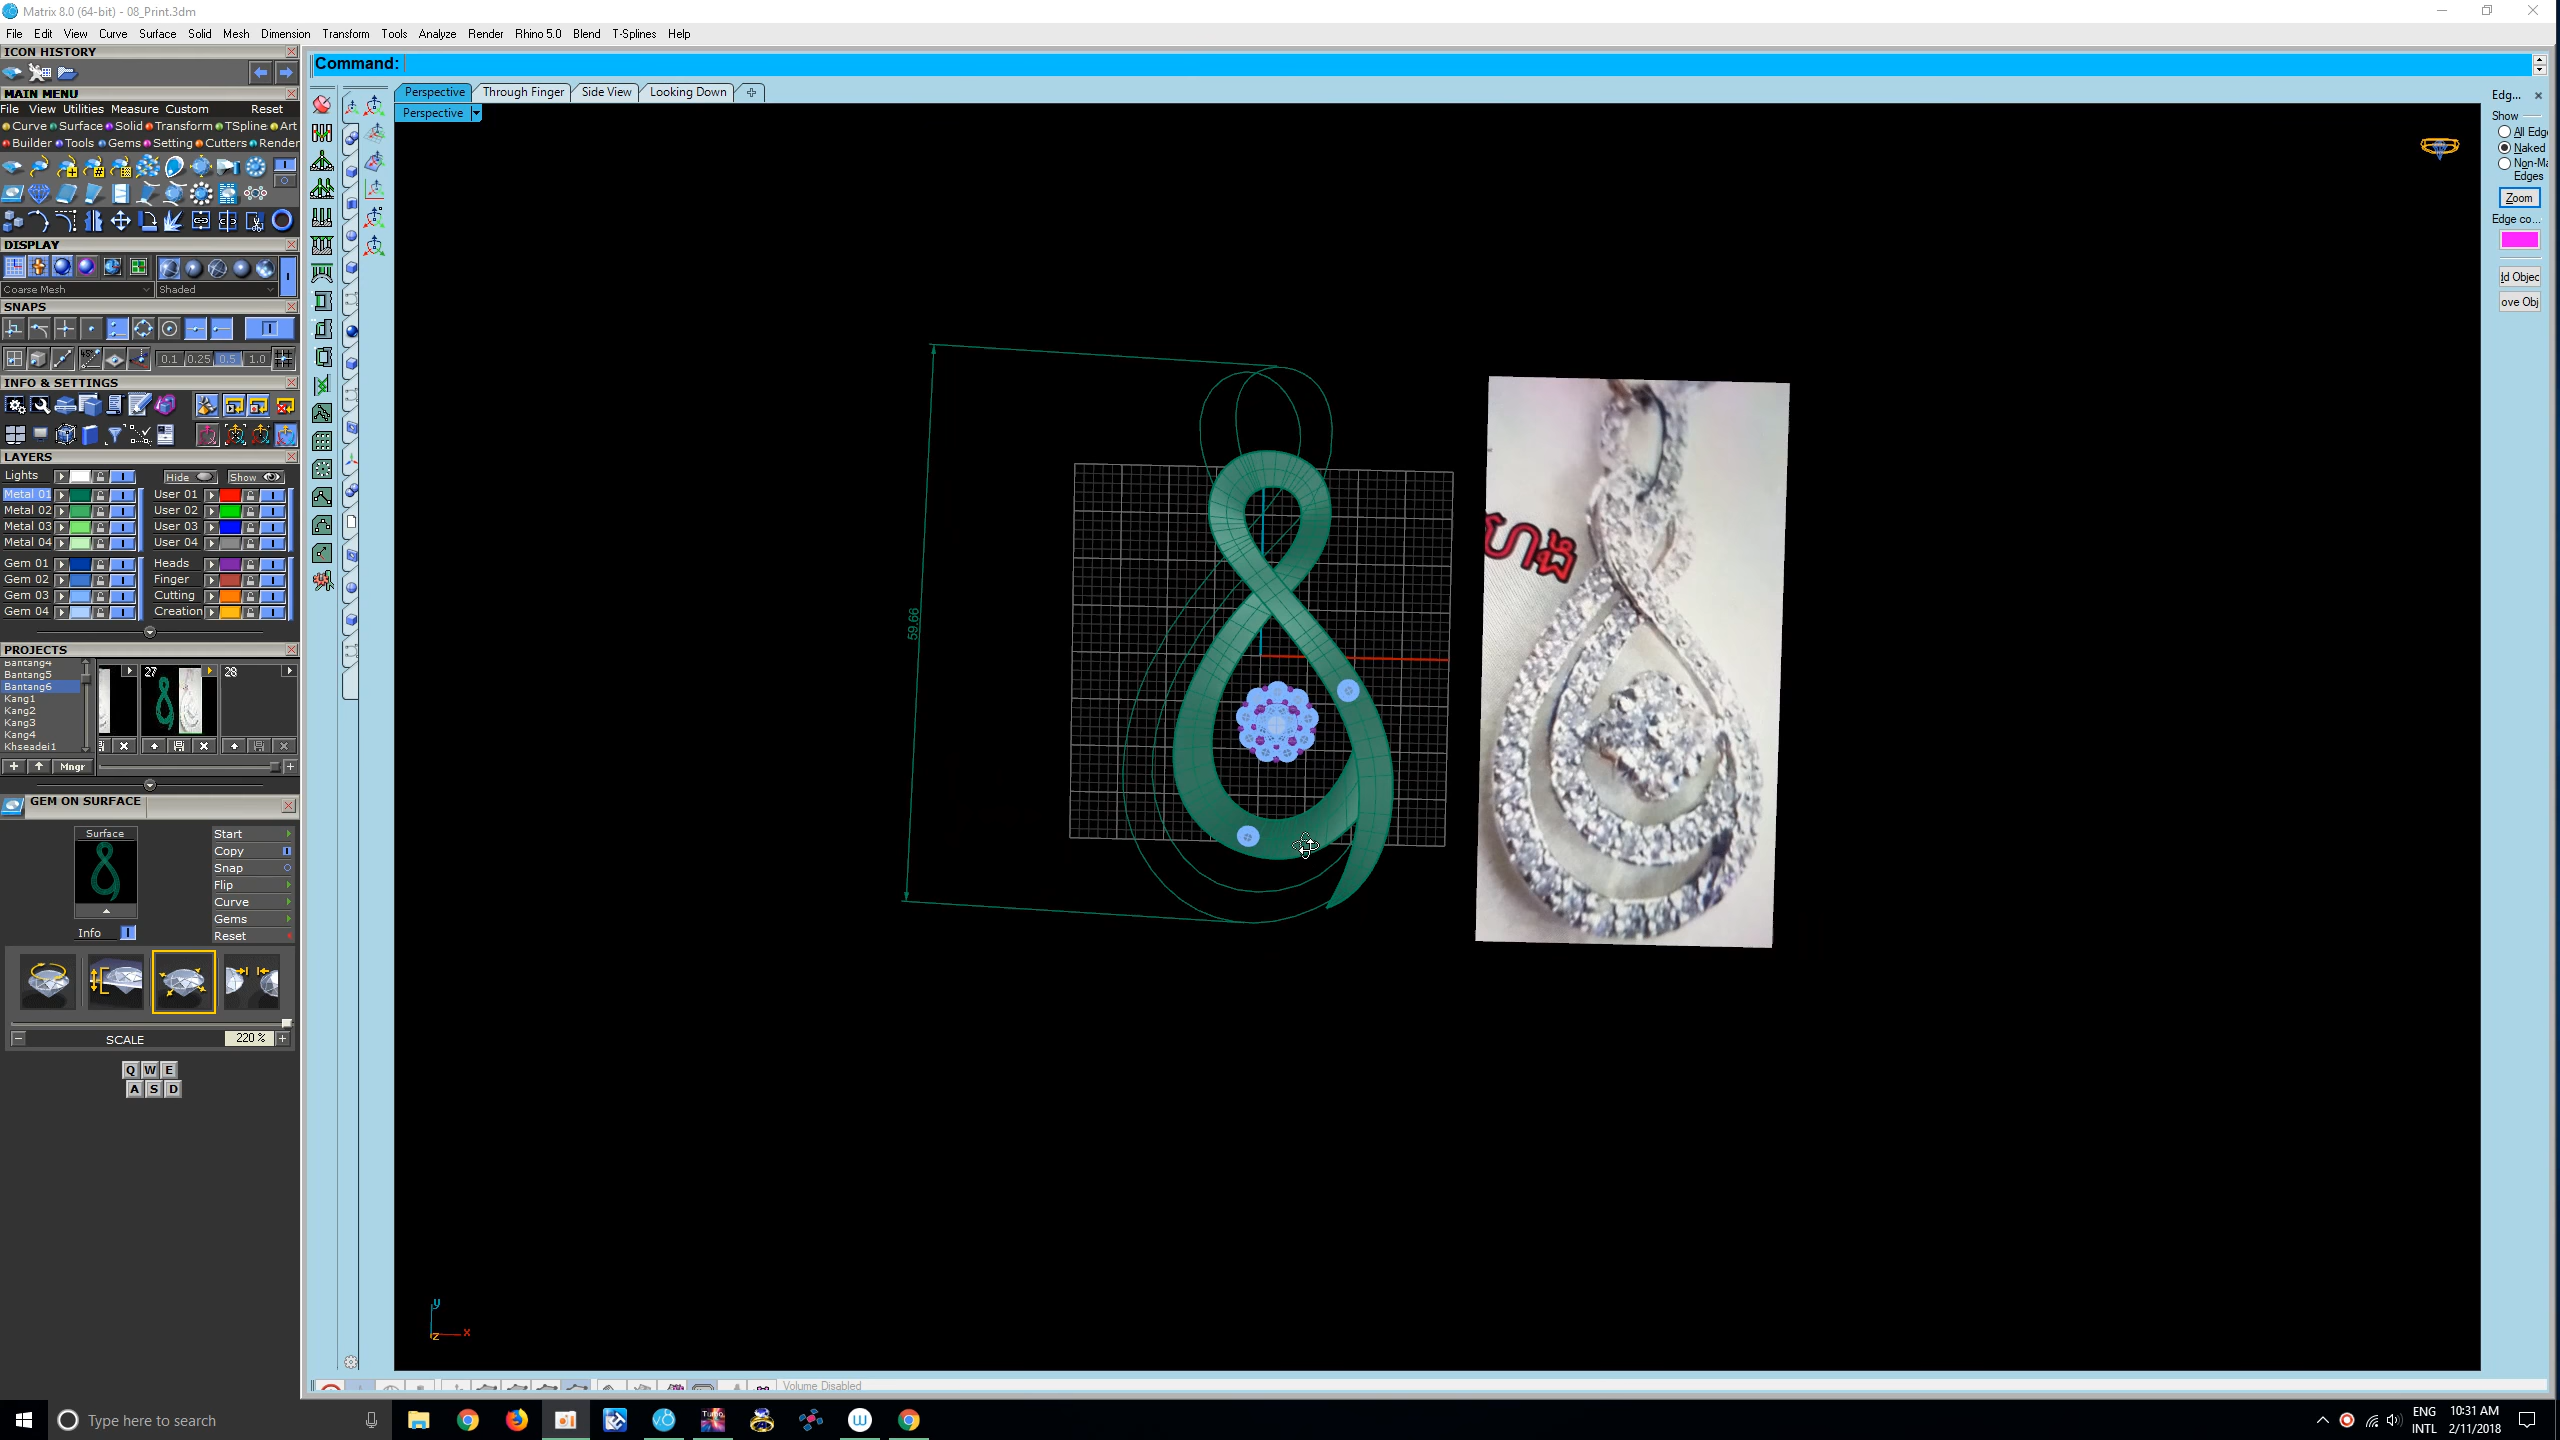 Matrix 8.0 (64-bit) - 08_Print.3dm
File Edit View Curve Surface Solid Mesh Dimension Transform Tools Analyze Render Rhino 5.0 Blend T-Splines Help
ICON HISTORY
MAIN MENU
File View Utilities Measure Custom Reset
Curve Surface Solid Transform TSpline Art
Builder Tools Gems Setting Cutters Render
DISPLAY
Coarse Mesh Shaded
SNAPS
0.1 0.25 0.5 1.0
INFO & SETTINGS
LAYERS
Lights Hide Show
Metal 01 User 01
Metal 02 User 02
Metal 03 User 03
Metal 04 User 04
Gem 01 Heads
Gem 02 Finger
Gem 03 Cutting
Gem 04 Creation
PROJECTS
Bantang4
Bantang5
Bantang6
Kang1
Kang2
Kang3
Kang4
Khseadei1
27 28
Mngr
GEM ON SURFACE
Surface
Start
Copy
Snap
Flip
Curve
Gems
Info
Reset
SCALE 220 %
Q W E
A S D
Command:
Perspective Through Finger Side View Looking Down
Perspective
59.66
y
z x
Edg...
Show
All Edg
Naked
Non-Ma
Edges
Zoom
Edge co...
dd Objec
ove Obj
Volume Disabled
Type here to search
ENG
INTL
10:31 AM
2/11/2018